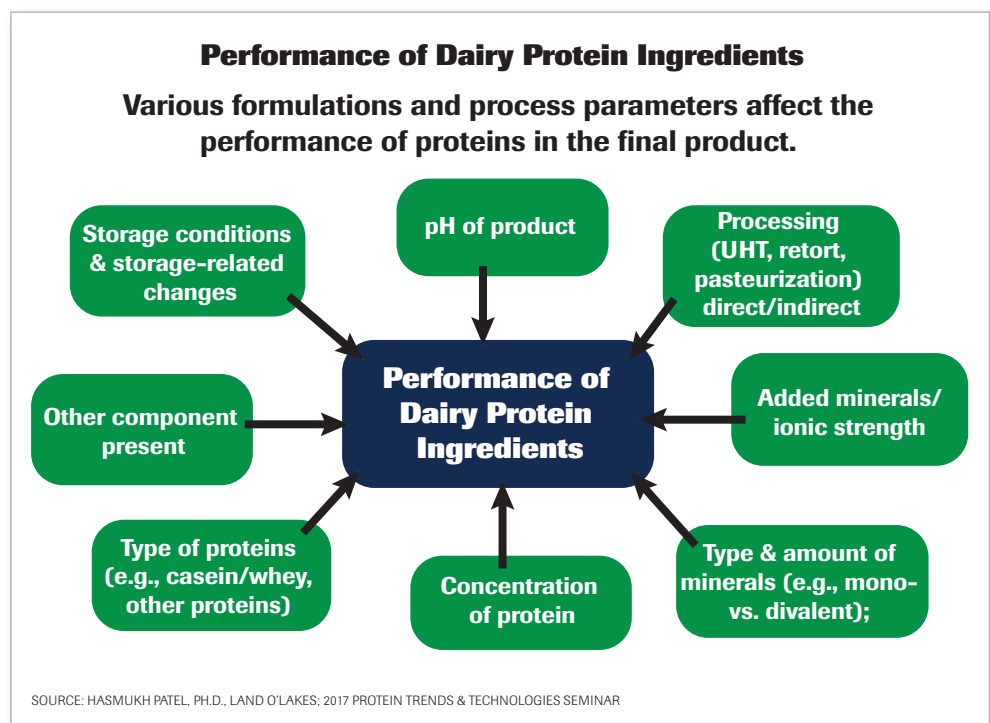 Performance of Dairy Protein Ingredients
Various formulations and process parameters affect the
performance of proteins in the final product.
Storage conditions
& storage-related
changes
pH of product
Processing
(UHT, retort,
pasteurization)
direct/indirect
Other component
present
Performance of
Dairy Protein
Ingredients
Added minerals/
ionic strength
Type of proteins
(e.g., casein/whey,
other proteins)
Concentration
of protein
Type & amount of
minerals (e.g., mono-
vs. divalent);
SOURCE: HASMUKH PATEL, PH.D., LAND O'LAKES; 2017 PROTEIN TRENDS & TECHNOLOGIES SEMINAR